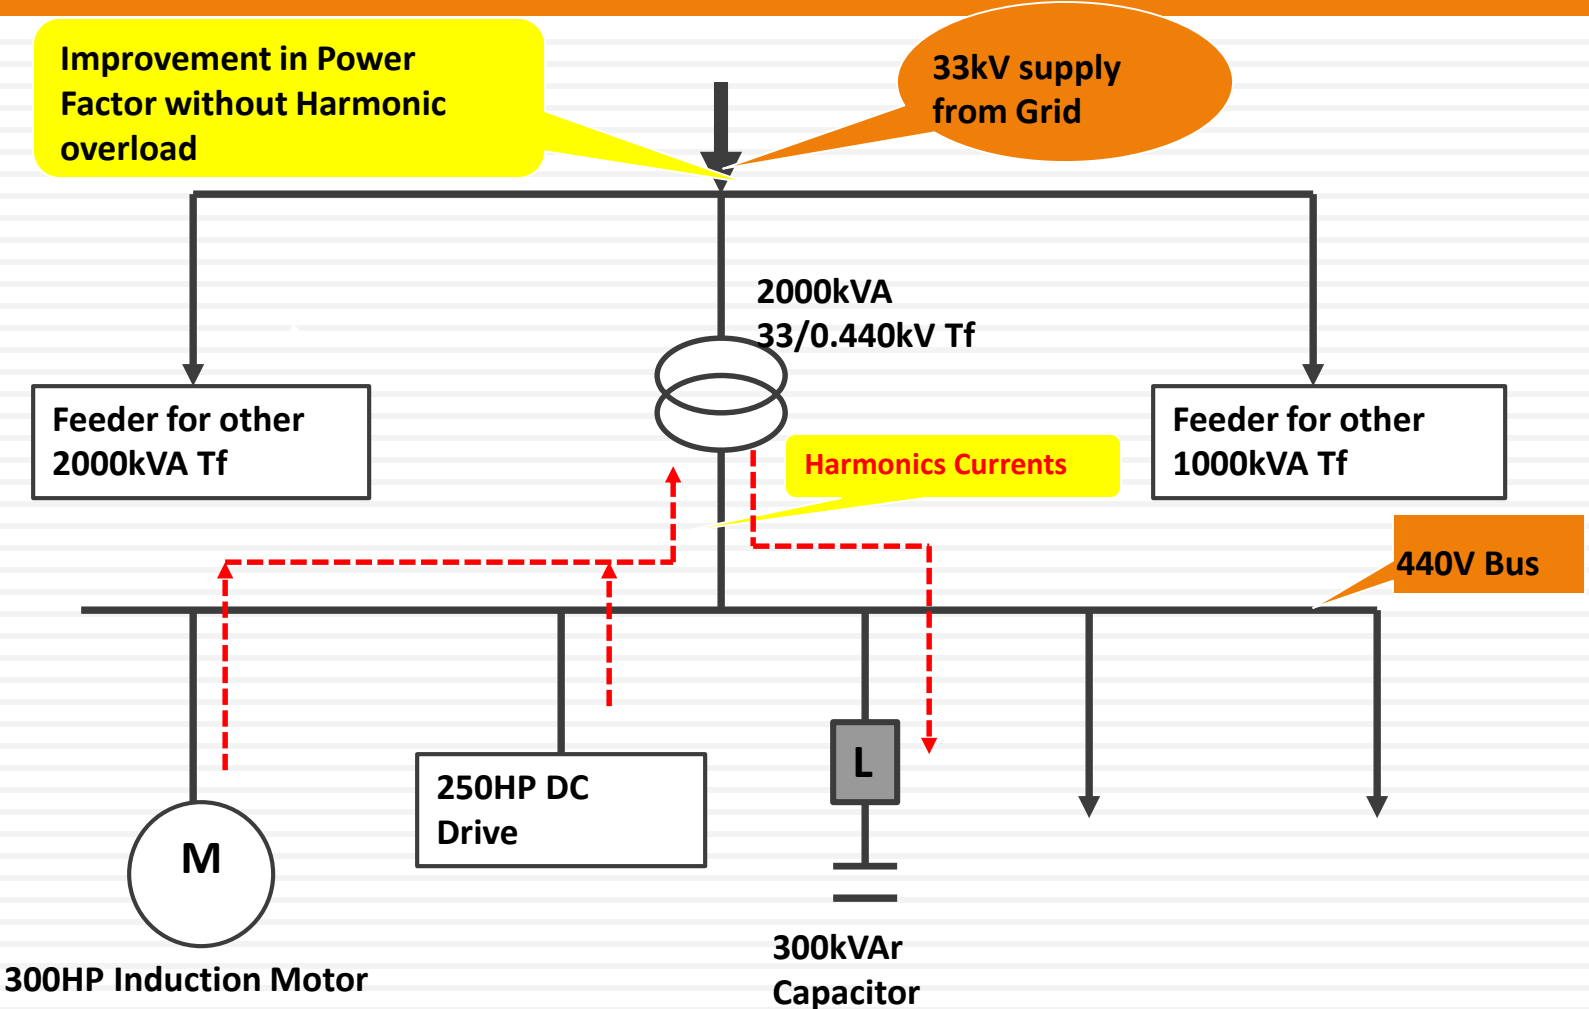 Improvement in Power
Factor without Harmonic
overload
33kV supply
from Grid
2000kVA
33/0.440kV Tf
Feeder for other
2000kVA Tf
Feeder for other
1000kVA Tf
Harmonics Currents
440V Bus
L
250HP DC
Drive
M
300kVAr
Capacitor
300HP Induction Motor